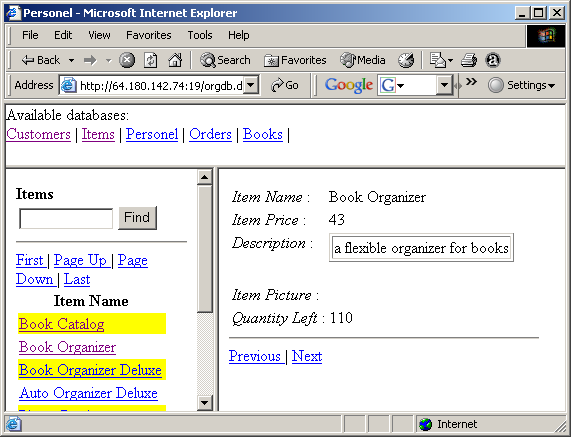 Personel - Microsoft Internet Explorer
File Edit View Favorites Tools Help
Back Search Favorites Media
Address http://64.180.142.74:19/orgdb.d Go Google G Settings
Available databases:
Customers | Items | Personel | Orders | Books |
Items
Find
First | Page Up | Page
Down | Last
Item Name
Book Catalog
Book Organizer
Book Organizer Deluxe
Auto Organizer Deluxe
Item Name : Book Organizer
Item Price : 43
Description : a flexible organizer for books
Item Picture :
Quantity Left : 110
Previous | Next
Internet